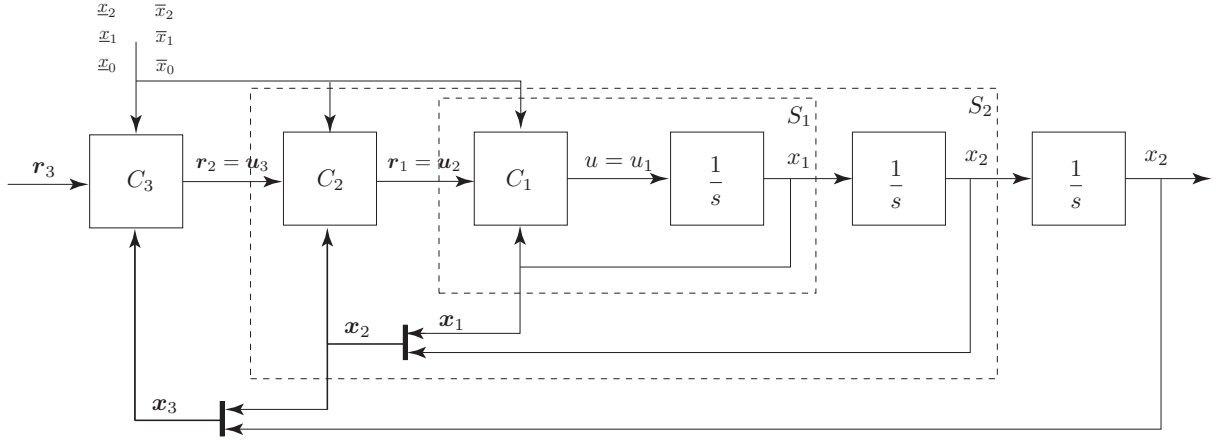 x̲₂ x̅₂
x̲₁ x̅₁
x̲₀ x̅₀
S₁
S₂
r₃
C₃
r₂ = u₃
C₂
r₁ = u₂
C₁
u = u₁
1
s
x₁
1
s
x₂
1
s
x₂
x₁
x₂
x₃